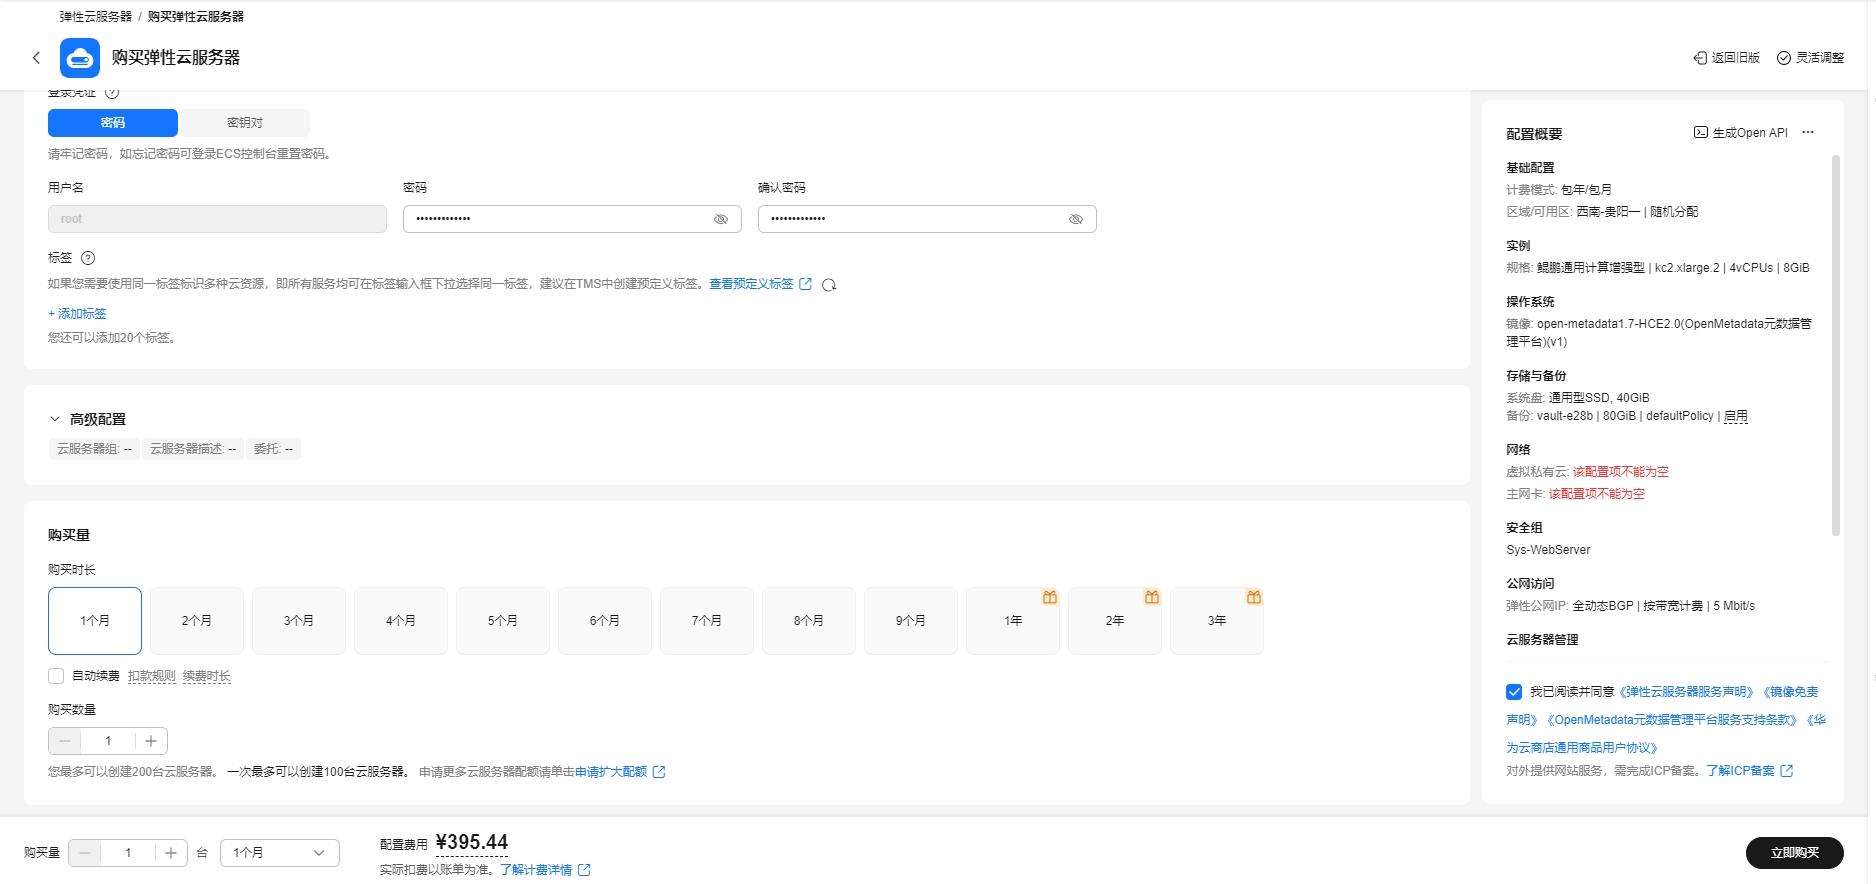 弹性云服务器 / 购买弹性云服务器
购买弹性云服务器
返回旧版 灵活调整
登录凭证
密码 密钥对
请牢记密码，如忘记密码可登录ECS控制台重置密码。
用户名 密码 确认密码
root ············· ·············
标签
如果您需要使用同一标签标识多种云资源，即所有服务均可在标签输入框下拉选择同一标签，建议在TMS中创建预定义标签。查看预定义标签
+ 添加标签
您还可以添加20个标签。
高级配置
云服务器组: -- 云服务器描述: -- 委托: --
购买量
购买时长
1个月 2个月 3个月 4个月 5个月 6个月 7个月 8个月 9个月 1年 2年 3年
自动续费 扣款规则 续费时长
购买数量
1
您最多可以创建200台云服务器。 一次最多可以创建100台云服务器。 申请更多云服务器配额请单击申请扩大配额
配置概要 生成Open API ···
基础配置
计费模式: 包年/包月
区域/可用区: 西南-贵阳一 | 随机分配
实例
规格: 鲲鹏通用计算增强型 | kc2.xlarge.2 | 4vCPUs | 8GiB
操作系统
镜像: open-metadata1.7-HCE2.0(OpenMetadata元数据管
理平台)(v1)
存储与备份
系统盘: 通用型SSD, 40GiB
备份: vault-e28b | 80GiB | defaultPolicy | 启用
网络
虚拟私有云: 该配置项不能为空
主网卡: 该配置项不能为空
安全组
Sys-WebServer
公网访问
弹性公网IP: 全动态BGP | 按带宽计费 | 5 Mbit/s
云服务器管理
我已阅读并同意《弹性云服务器服务声明》《镜像免责
声明》《OpenMetadata元数据管理平台服务支持条款》《华
为云商店通用商品用户协议》
对外提供网站服务，需完成ICP备案。了解ICP备案
购买量 1 台 1个月 配置费用 ¥395.44
实际扣费以账单为准。了解计费详情
立即购买